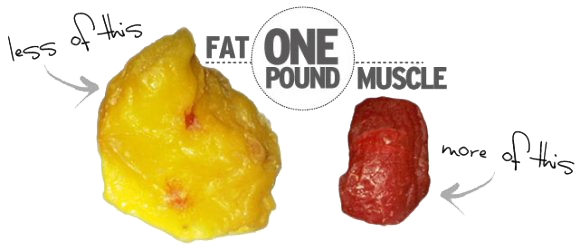 less of this
FAT
ONE
POUND
MUSCLE
more of this